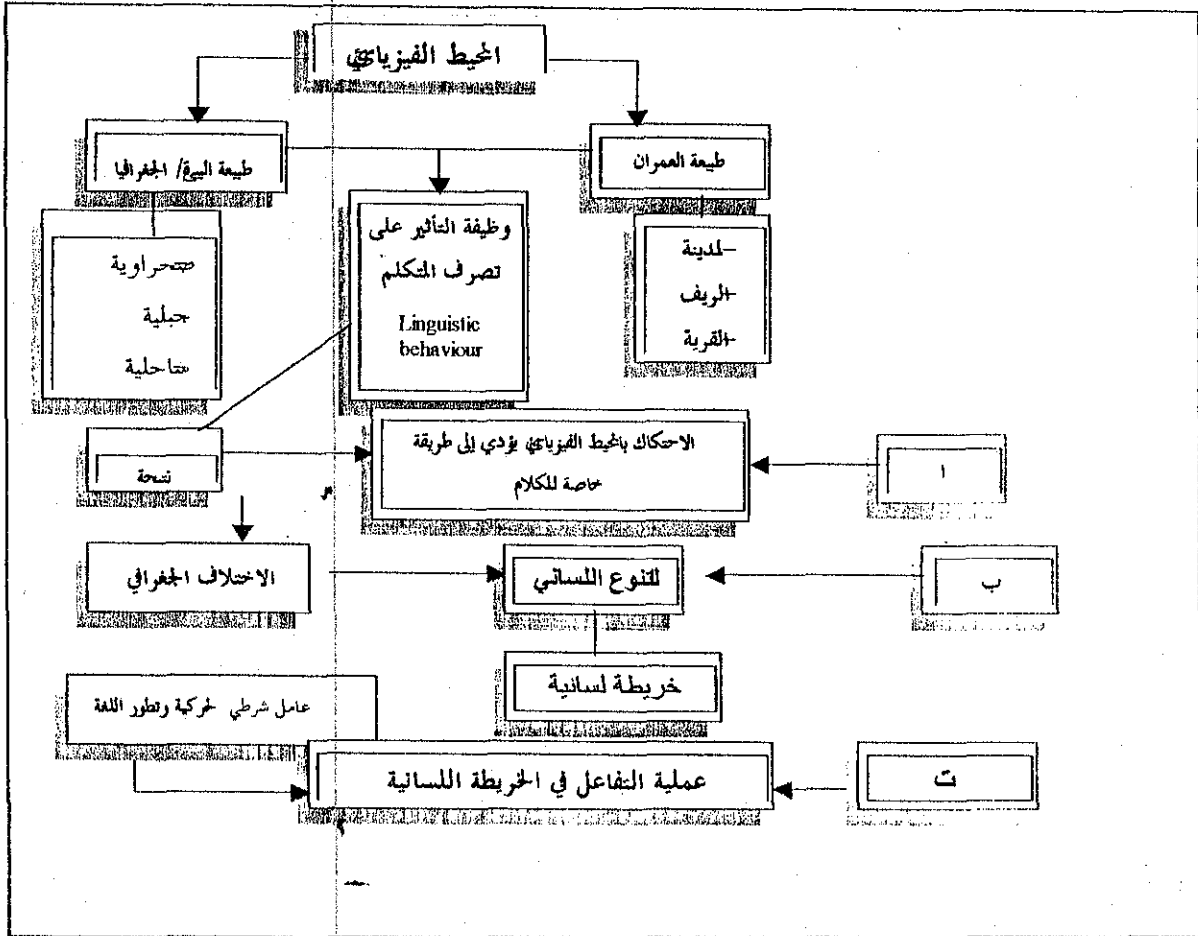 المحيط الفيزيائي
طبيعة العمران
طبيعة البيئة/ الجغرافيا
وظيفة التأثير على
تصرف المتكلم
Linguistic
behaviour
-المدينة
-الريف
-القرية
-صحراوية
-جبلية
-ساحلية
الاحتكاك بالمحيط الفيزيائي يؤدي إلى طريقة
خاصة للكلام
ا
نتيجة
الاختلاف الجغرافي
التنوع اللساني
ب
خريطة لسانية
عامل شرطي لحركية وتطور اللغة
عملية التفاعل في الخريطة اللسانية
ت